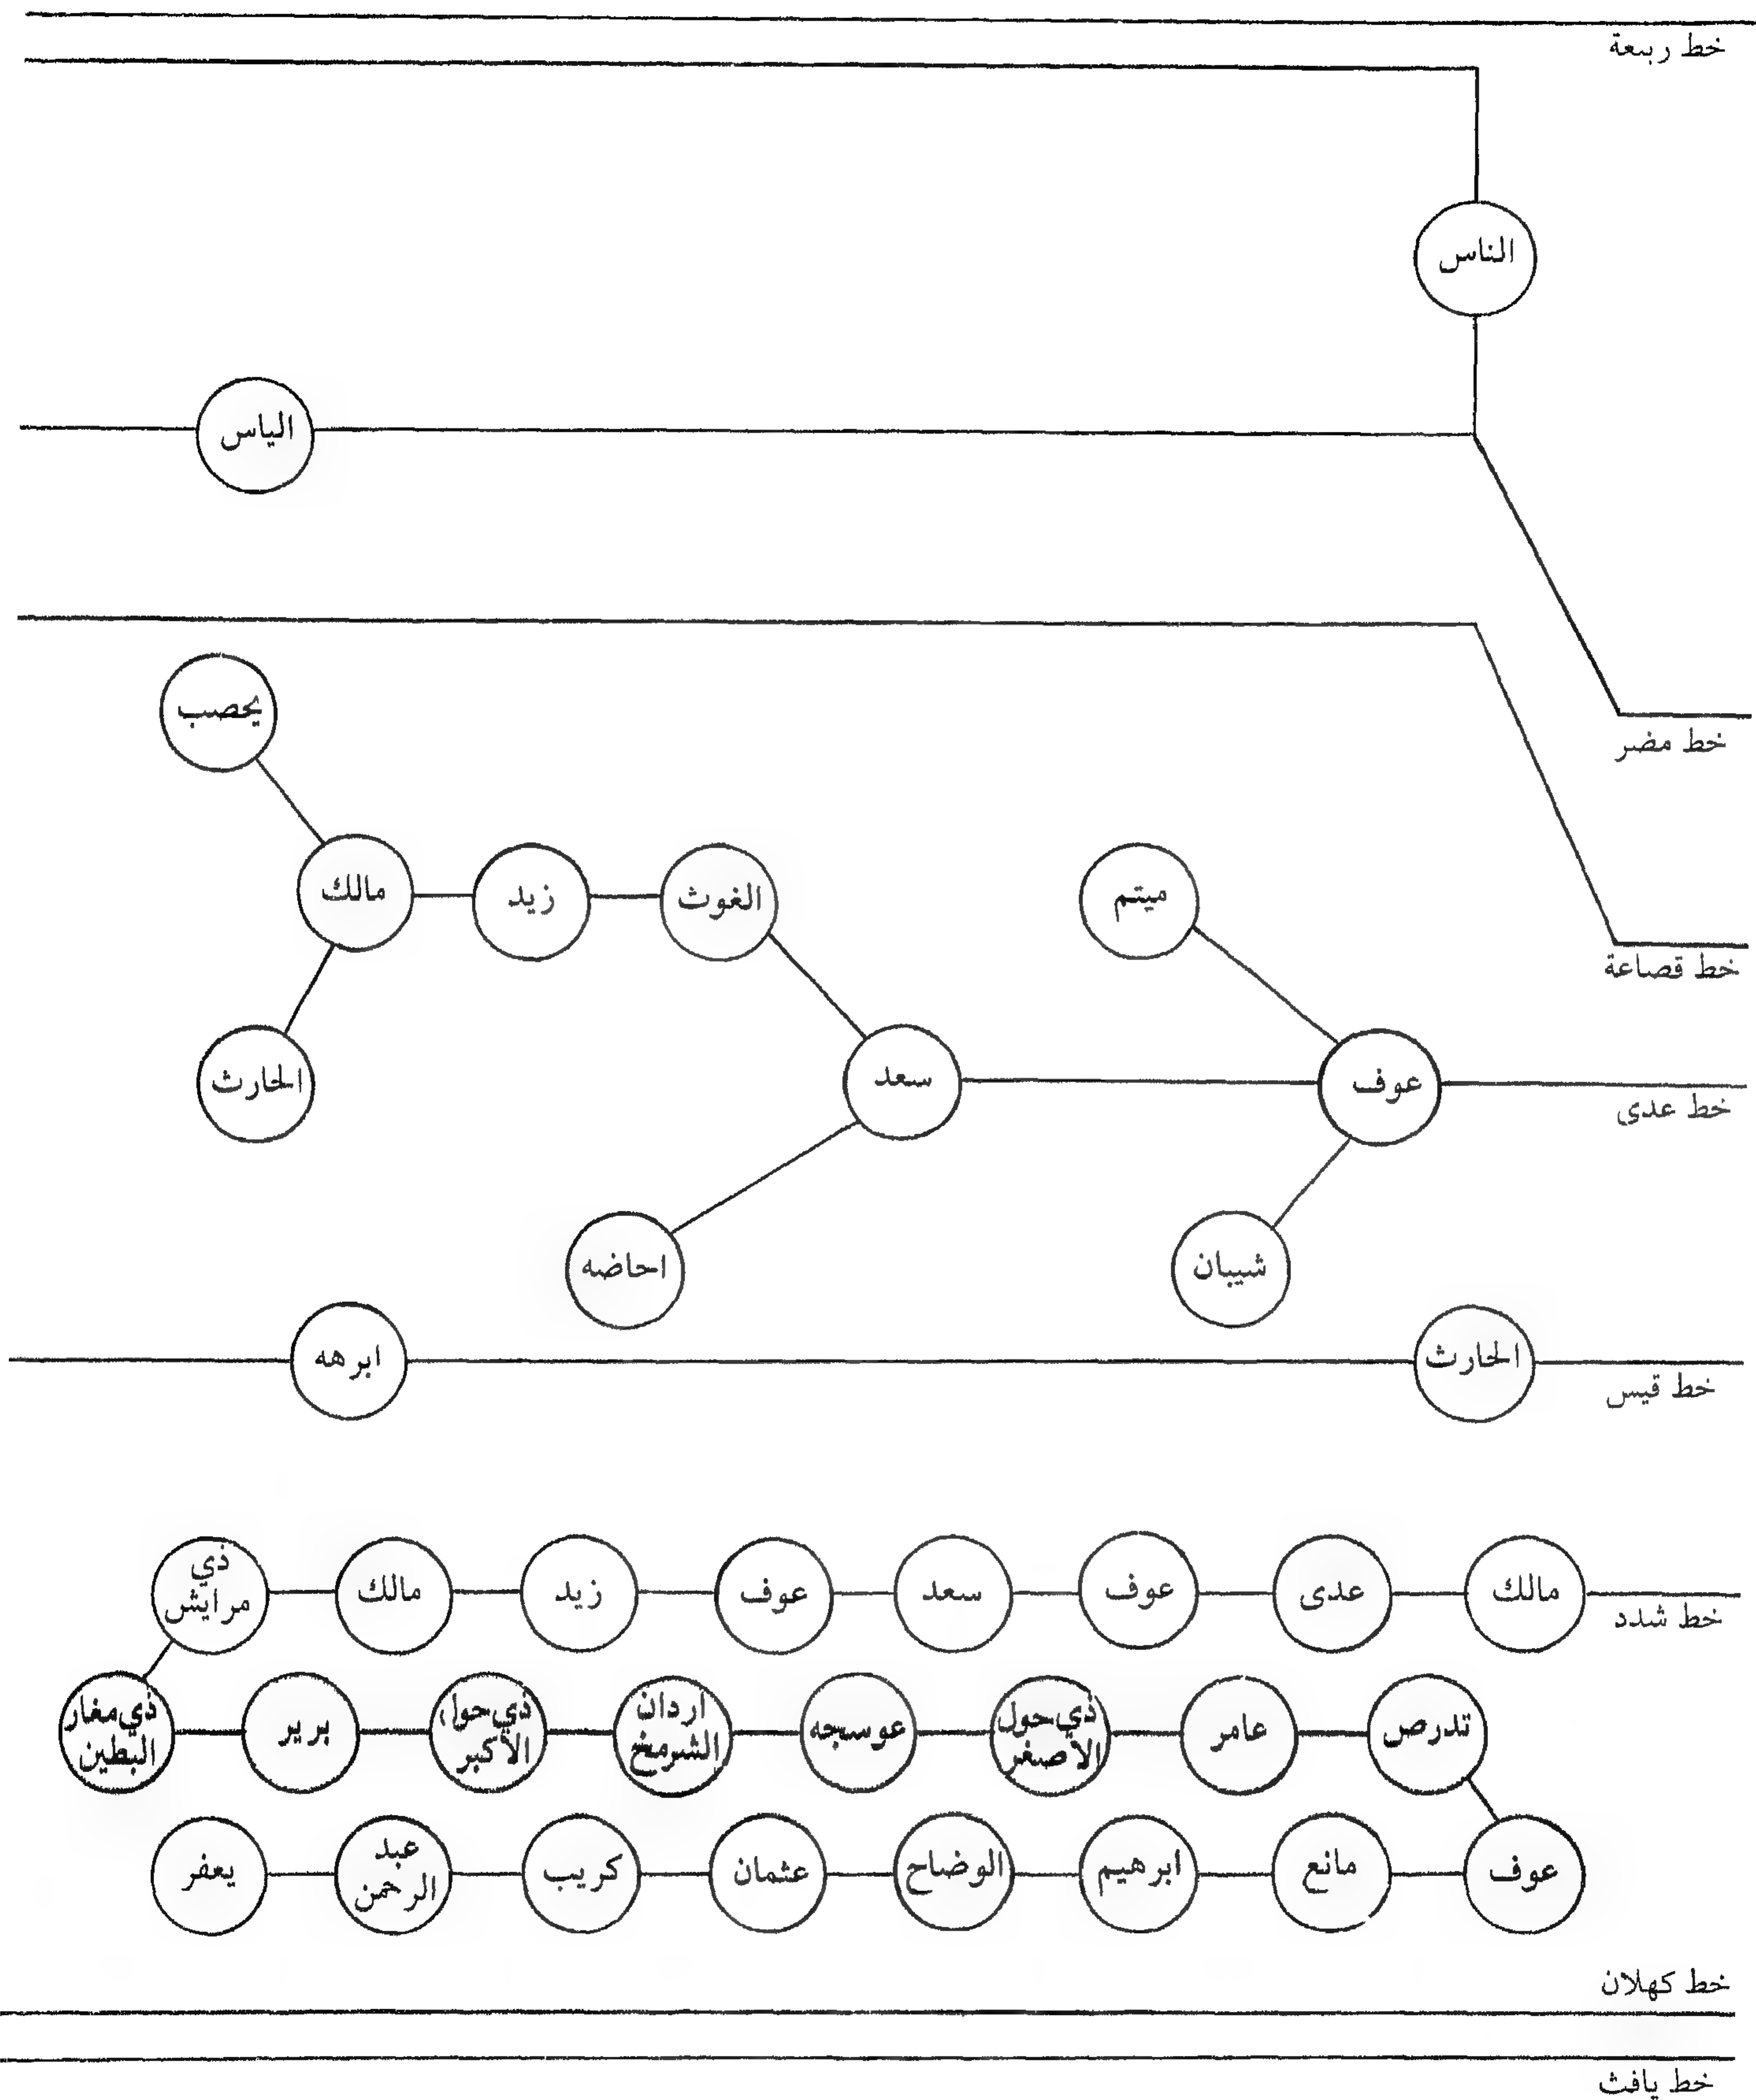 خط ربيعة
الناس
الياس
خط مضر
يحصب
ميتم
الغوث
زيد
مالك
خط قصاعة
عوف
سعد
الحارث
خط عدى
شيبان
احاضه
الحارث
ابرهه
خط قيس
مالك
عدى
عوف
سعد
عوف
زيد
مالك
ذي
مرايش
خط شدد
تدرص
عامر
ذي حول
الأصغر
عوسجه
اردان
الشرمخ
ذي حول
الأكبر
برير
ذي مغار
البطين
عوف
مانع
ابرهيم
الوضاح
عثمان
كريب
عبد
الرحمن
يعفر
خط كهلان
خط يافث